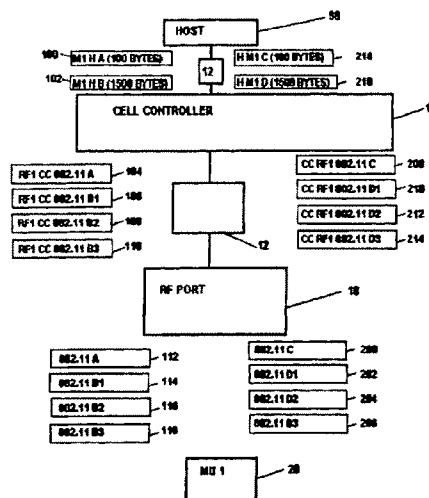 HOST
M1 H A (100 BYTES) 100
12
H M1 C (100 BYTES)
M1 H B (1500 BYTES) 102
H M1 D (1500 BYTES) 218
CELL CONTROLLER
RF1 CC 802.11 A 104
CC RF1 802.11 C 208
RF1 CC 802.11 B1 106
CC RF1 802.11 D1 210
RF1 CC 802.11 B2 108
CC RF1 802.11 D2 212
RF1 CC 802.11 B3 110
CC RF1 802.11 D3 214
12
RF PORT 18
802.11 A 112
802.11 C 200
802.11 B1 114
802.11 D1 202
802.11 B2 116
802.11 D2 204
802.11 B3 118
802.11 B3 206
MU 1 20